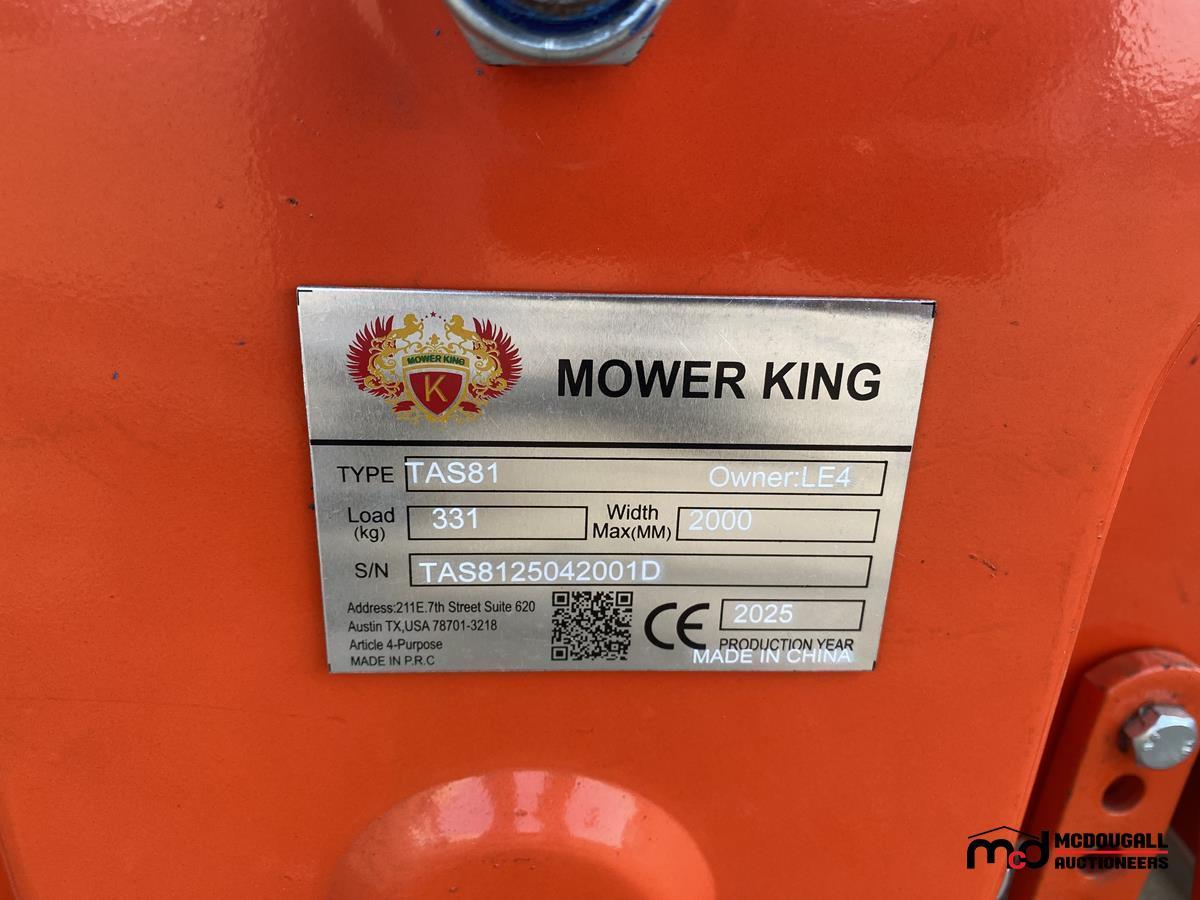 MOWER KING
K
MOWER KING
TYPE TAS81 Owner:LE4
Load (kg) 331 Width Max(MM) 2000
S/N TAS8125042001D
Address:211E.7th Street Suite 620
Austin TX,USA 78701-3218
Article 4-Purpose
MADE IN P.R.C
CE
2025
PRODUCTION YEAR
MADE IN CHINA
mcd MCDOUGALL
AUCTIONEERS